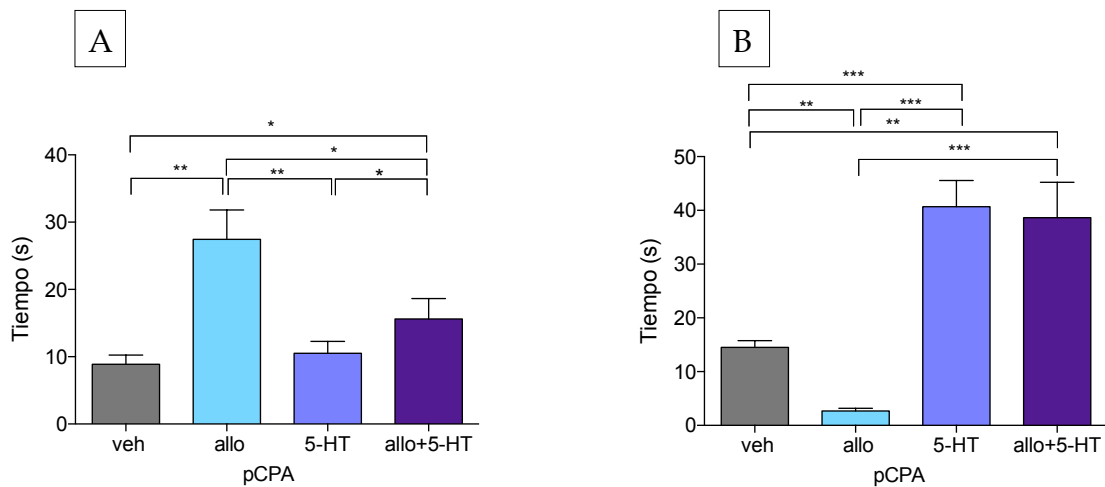 A
*
*
** ** *
40
30
20
10
0
Tiempo (s)
veh allo 5-HT allo+5-HT
pCPA
B
***
** ***
**
***
50
40
30
20
10
0
Tiempo (s)
veh allo 5-HT allo+5-HT
pCPA